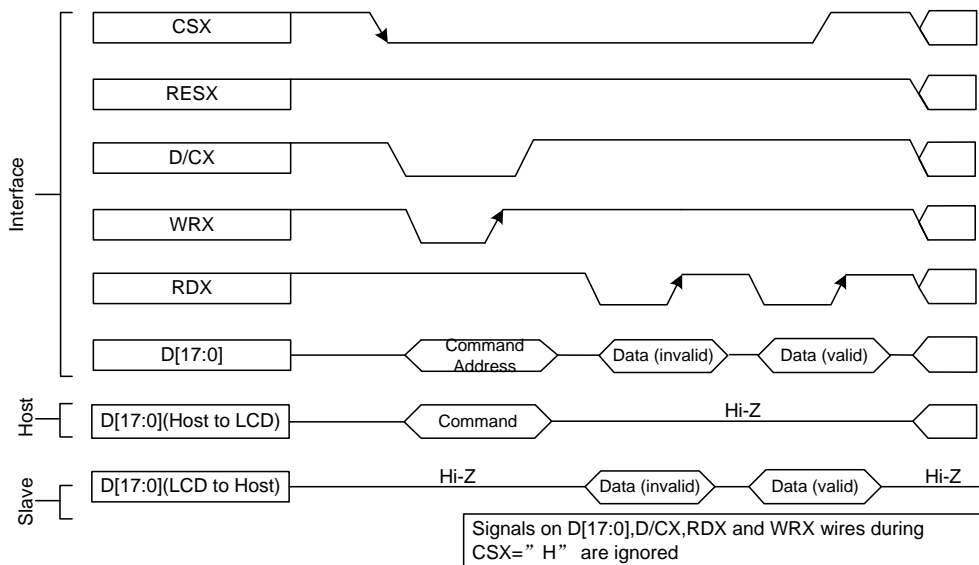 CSX
RESX
D/CX
WRX
RDX
D[17:0]
Command
Address
Data (invalid)
Data (valid)
Interface
Host
D[17:0](Host to LCD)
Command
Hi-Z
Slave
D[17:0](LCD to Host)
Hi-Z
Data (invalid)
Data (valid)
Hi-Z
Signals on D[17:0],D/CX,RDX and WRX wires during
CSX=”H” are ignored